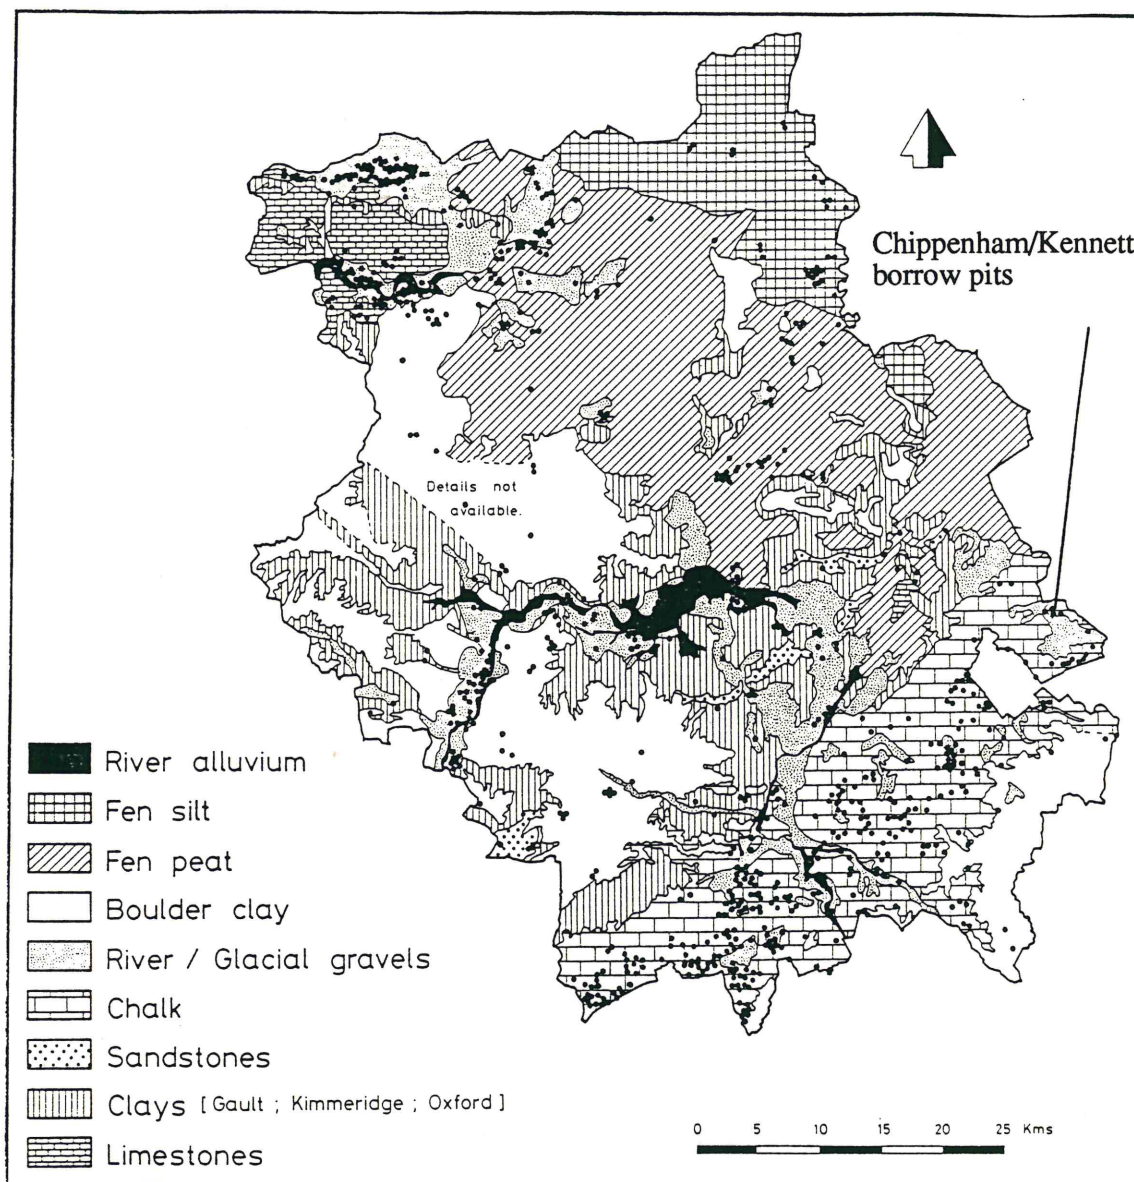 Chippenham/Kennett
borrow pits
Details not
available.
River alluvium
Fen silt
Fen peat
Boulder clay
River / Glacial gravels
Chalk
Sandstones
Clays [Gault ; Kimmeridge ; Oxford]
Limestones
0 5 10 15 20 25 Kms